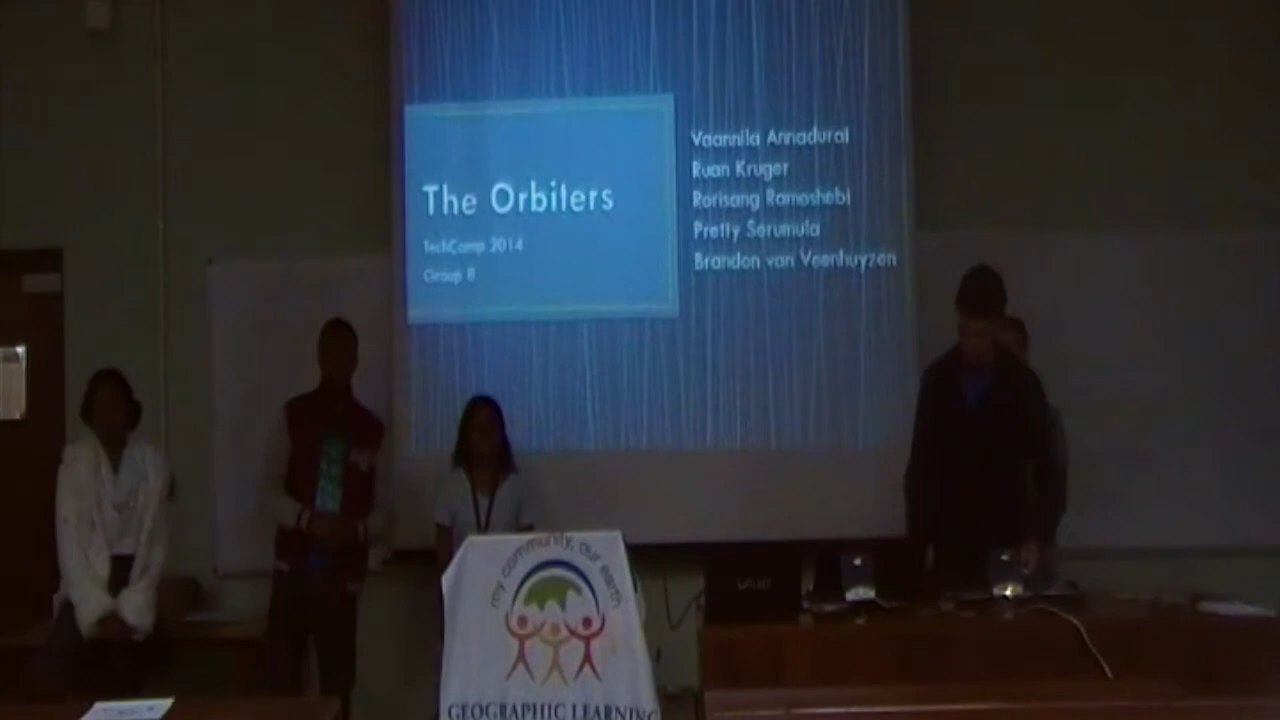 The Orbiters
TechCamp 2014
Group 8
Vaannila Annadurai
Ruan Kruger
Rorisang Ramoshebi
Pretty Serumula
Brandon van Veenhuyzen
my community, our earth
GEOGRAPHIC LEARNING